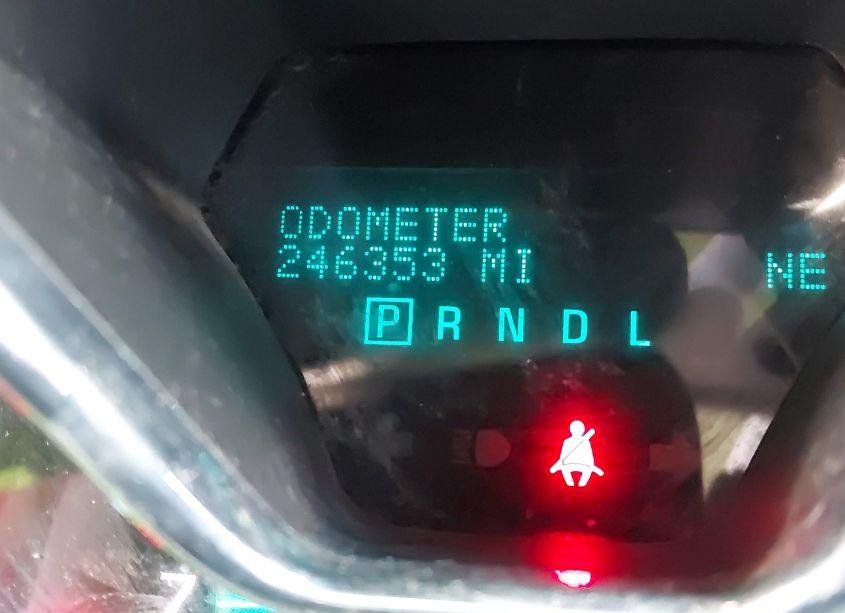 ODOMETER
246353 MI NE
P R N D L